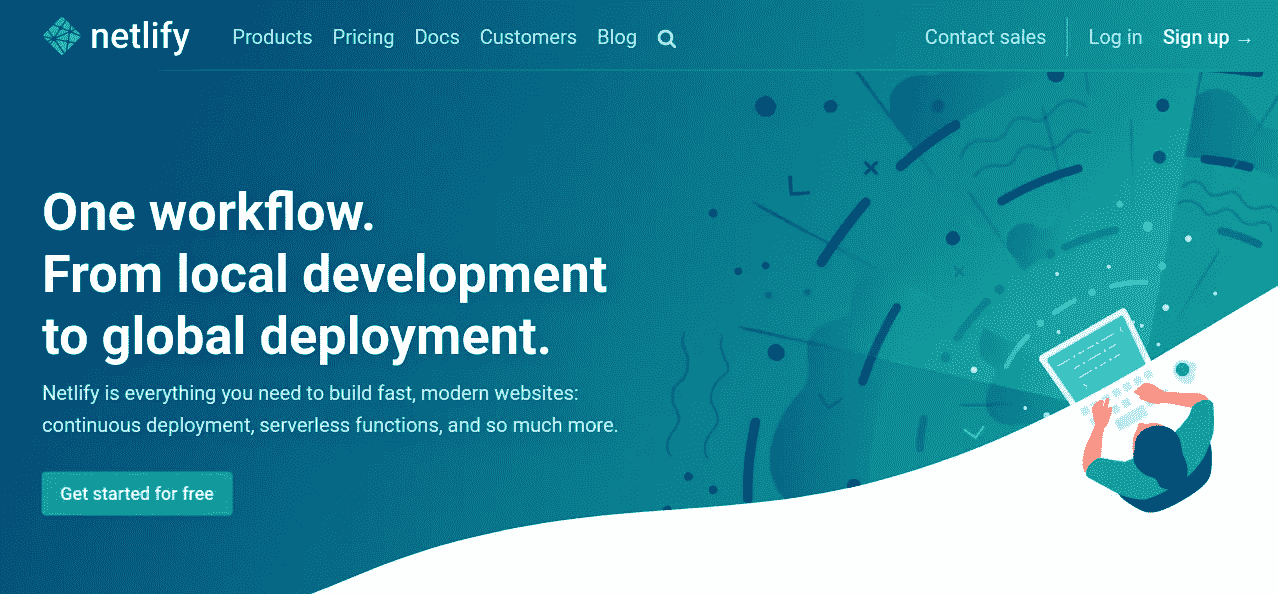 netlify Products Pricing Docs Customers Blog Contact sales Log in Sign up →
One workflow.
From local development
to global deployment.
Netlify is everything you need to build fast, modern websites:
continuous deployment, serverless functions, and so much more.
Get started for free